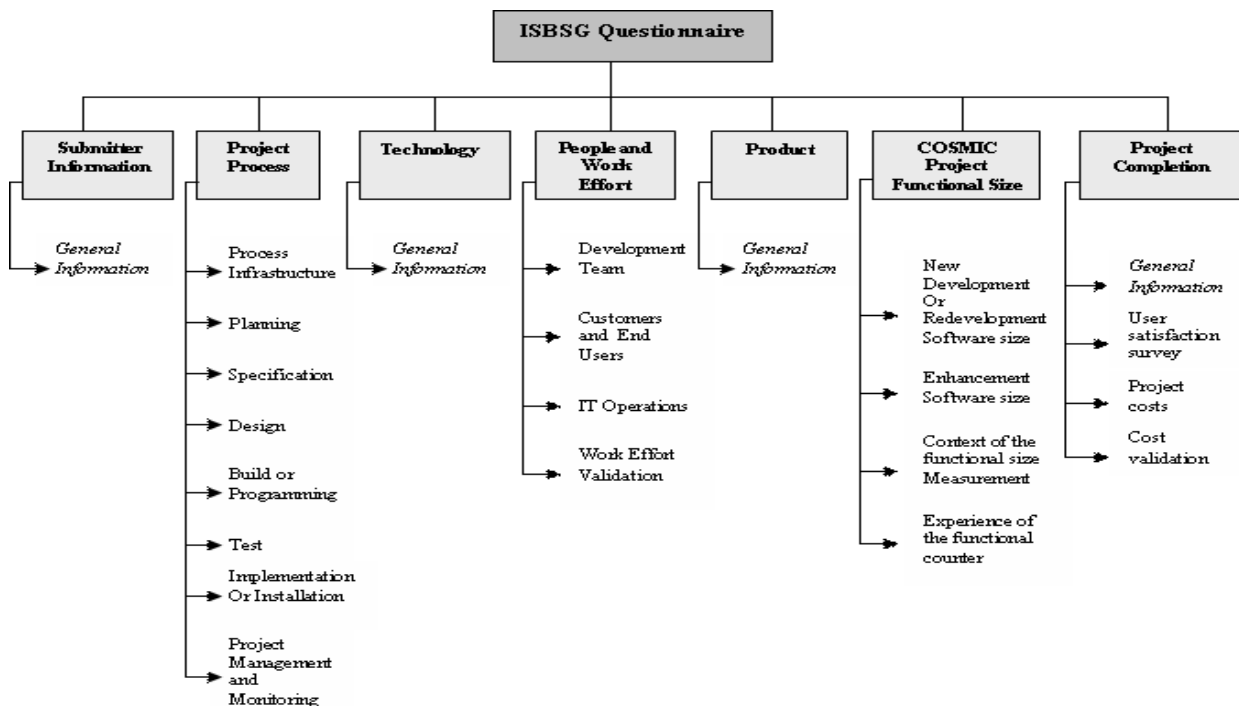 ISBSG Questionnaire
Submitter
Information
Project
Process
Technology
People and
Work
Effort
Product
COSMIC
Project
Functional Size
Project
Completion
General
Information
Process
Infrastructure
Planning
Specification
Design
Build or
Programming
Test
Implementation
Or Installation
Project
Management
and
Monitoring
General
Information
Development
Team
Customers
and End
Users
IT Operations
Work Effort
Validation
General
Information
New
Development
Or
Redevelopment
Software size
Enhancement
Software size
Context of the
functional size
Measurement
Experience of
the functional
counter
General
Information
User
satisfaction
survey
Project
costs
Cost
validation